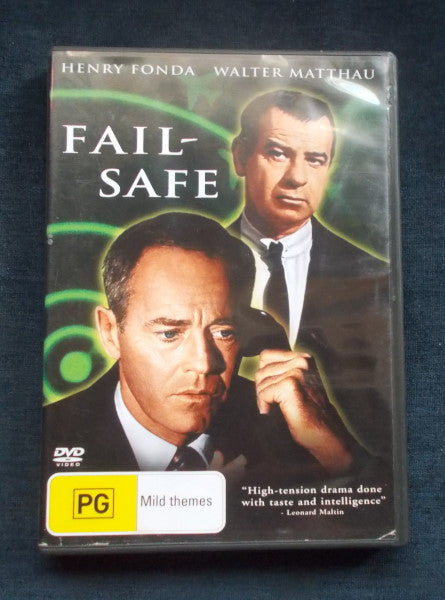 HENRY FONDA WALTER MATTHAU
FAIL-
SAFE
DVD
VIDEO
PG
Mild themes
“High-tension drama done
with taste and intelligence”
- Leonard Maltin